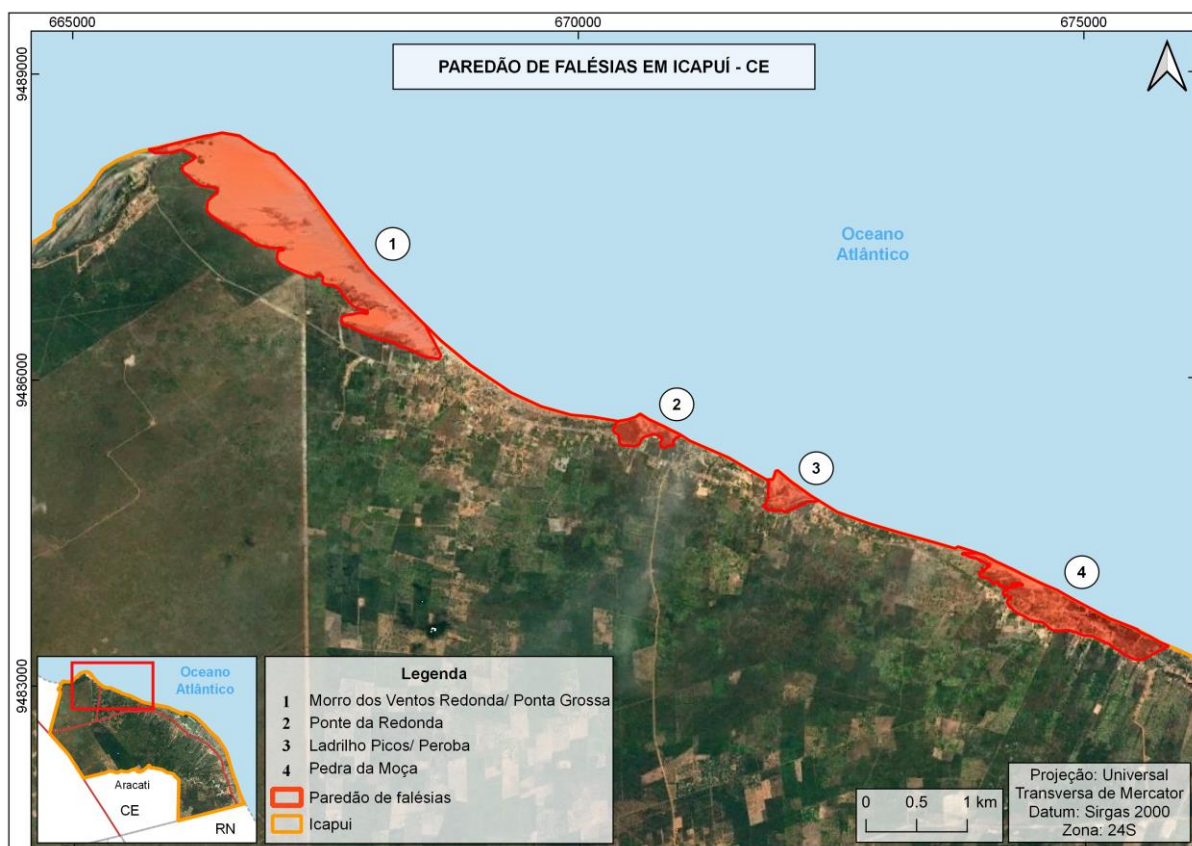 665000
670000
675000
9489000
9486000
9483000
PAREDÃO DE FALÉSIAS EM ICAPUÍ - CE
Oceano
Atlântico
1
2
3
4
Oceano
Atlântico
Aracati
CE
RN
Legenda
1 Morro dos Ventos Redonda/ Ponta Grossa
2 Ponte da Redonda
3 Ladrilho Picos/ Peroba
4 Pedra da Moça
Paredão de falésias
Icapui
0 0.5 1 km
Projeção: Universal
Transversa de Mercator
Datum: Sirgas 2000
Zona: 24S